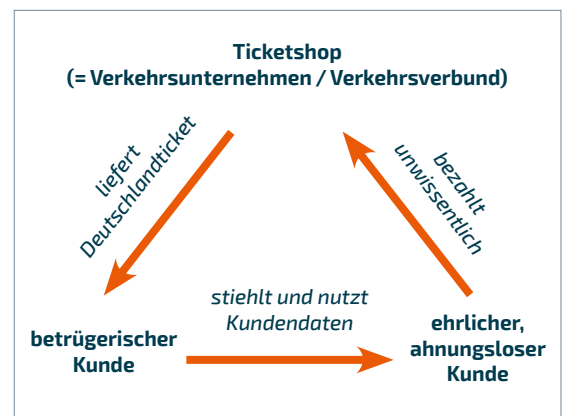 Ticketshop
(= Verkehrsunternehmen / Verkehrsverbund)
liefert
Deutschlandticket
bezahlt
unwissentlich
stiehlt und nutzt
Kundendaten
betrügerischer
Kunde
ehrlicher,
ahnungsloser
Kunde